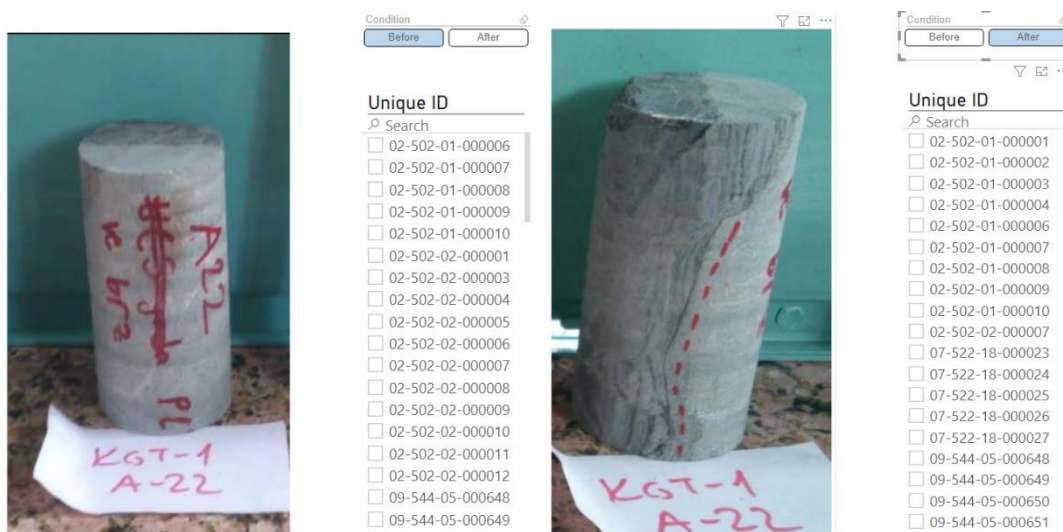 Condition
Before
After
Unique ID
Search
02-502-01-000006
02-502-01-000007
02-502-01-000008
02-502-01-000009
02-502-01-000010
02-502-02-000001
02-502-02-000003
02-502-02-000004
02-502-02-000005
02-502-02-000006
02-502-02-000007
02-502-02-000008
02-502-02-000009
02-502-02-000010
02-502-02-000011
02-502-02-000012
09-544-05-000648
09-544-05-000649
A22
UCS
K brz
PL
KGT-1
A-22
KGT-1
A-22
Condition
Before
After
Unique ID
Search
02-502-01-000001
02-502-01-000002
02-502-01-000003
02-502-01-000004
02-502-01-000006
02-502-01-000007
02-502-01-000008
02-502-01-000009
02-502-01-000010
02-502-02-000007
07-522-18-000023
07-522-18-000024
07-522-18-000025
07-522-18-000026
07-522-18-000027
09-544-05-000648
09-544-05-000649
09-544-05-000650
09-544-05-000651